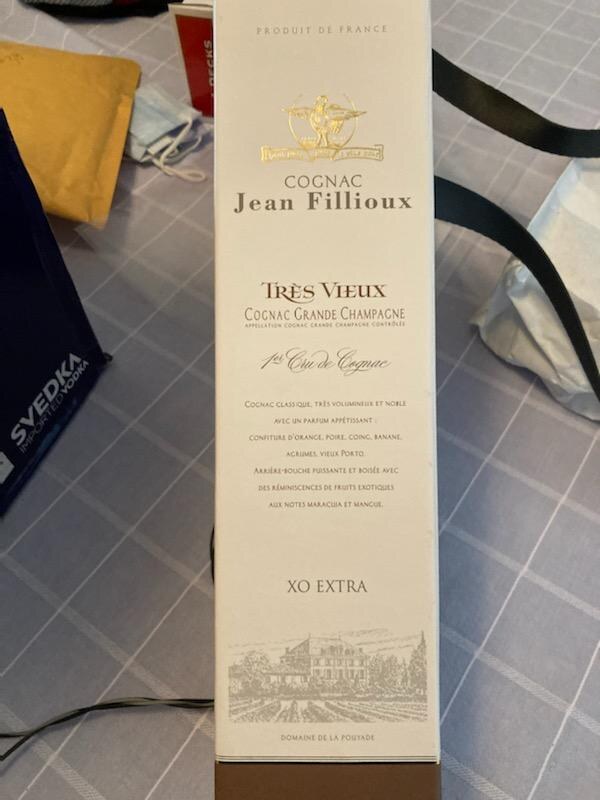 PRODUIT DE FRANCE
COGNAC
Jean Fillioux
TRÈS VIEUX
COGNAC GRANDE CHAMPAGNE
APPELLATION COGNAC GRANDE CHAMPAGNE CONTRÔLÉE
1er Cru de Cognac
COGNAC CLASSIQUE, TRÈS VOLUMINEUX ET NOBLE
AVEC UN PARFUM APPÉTISSANT :
CONFITURE D'ORANGE, POIRE, COING, BANANE,
AGRUMES, VIEUX PORTO.
ARRIÈRE-BOUCHE PUISSANTE ET BOISÉE AVEC
DES RÉMINISCENCES DE FRUITS EXOTIQUES
AUX NOTES MARACUJA ET MANGUE.
XO EXTRA
DOMAINE DE LA POUYADE
SVEDKA
IMPORTED VODKA
DECKS